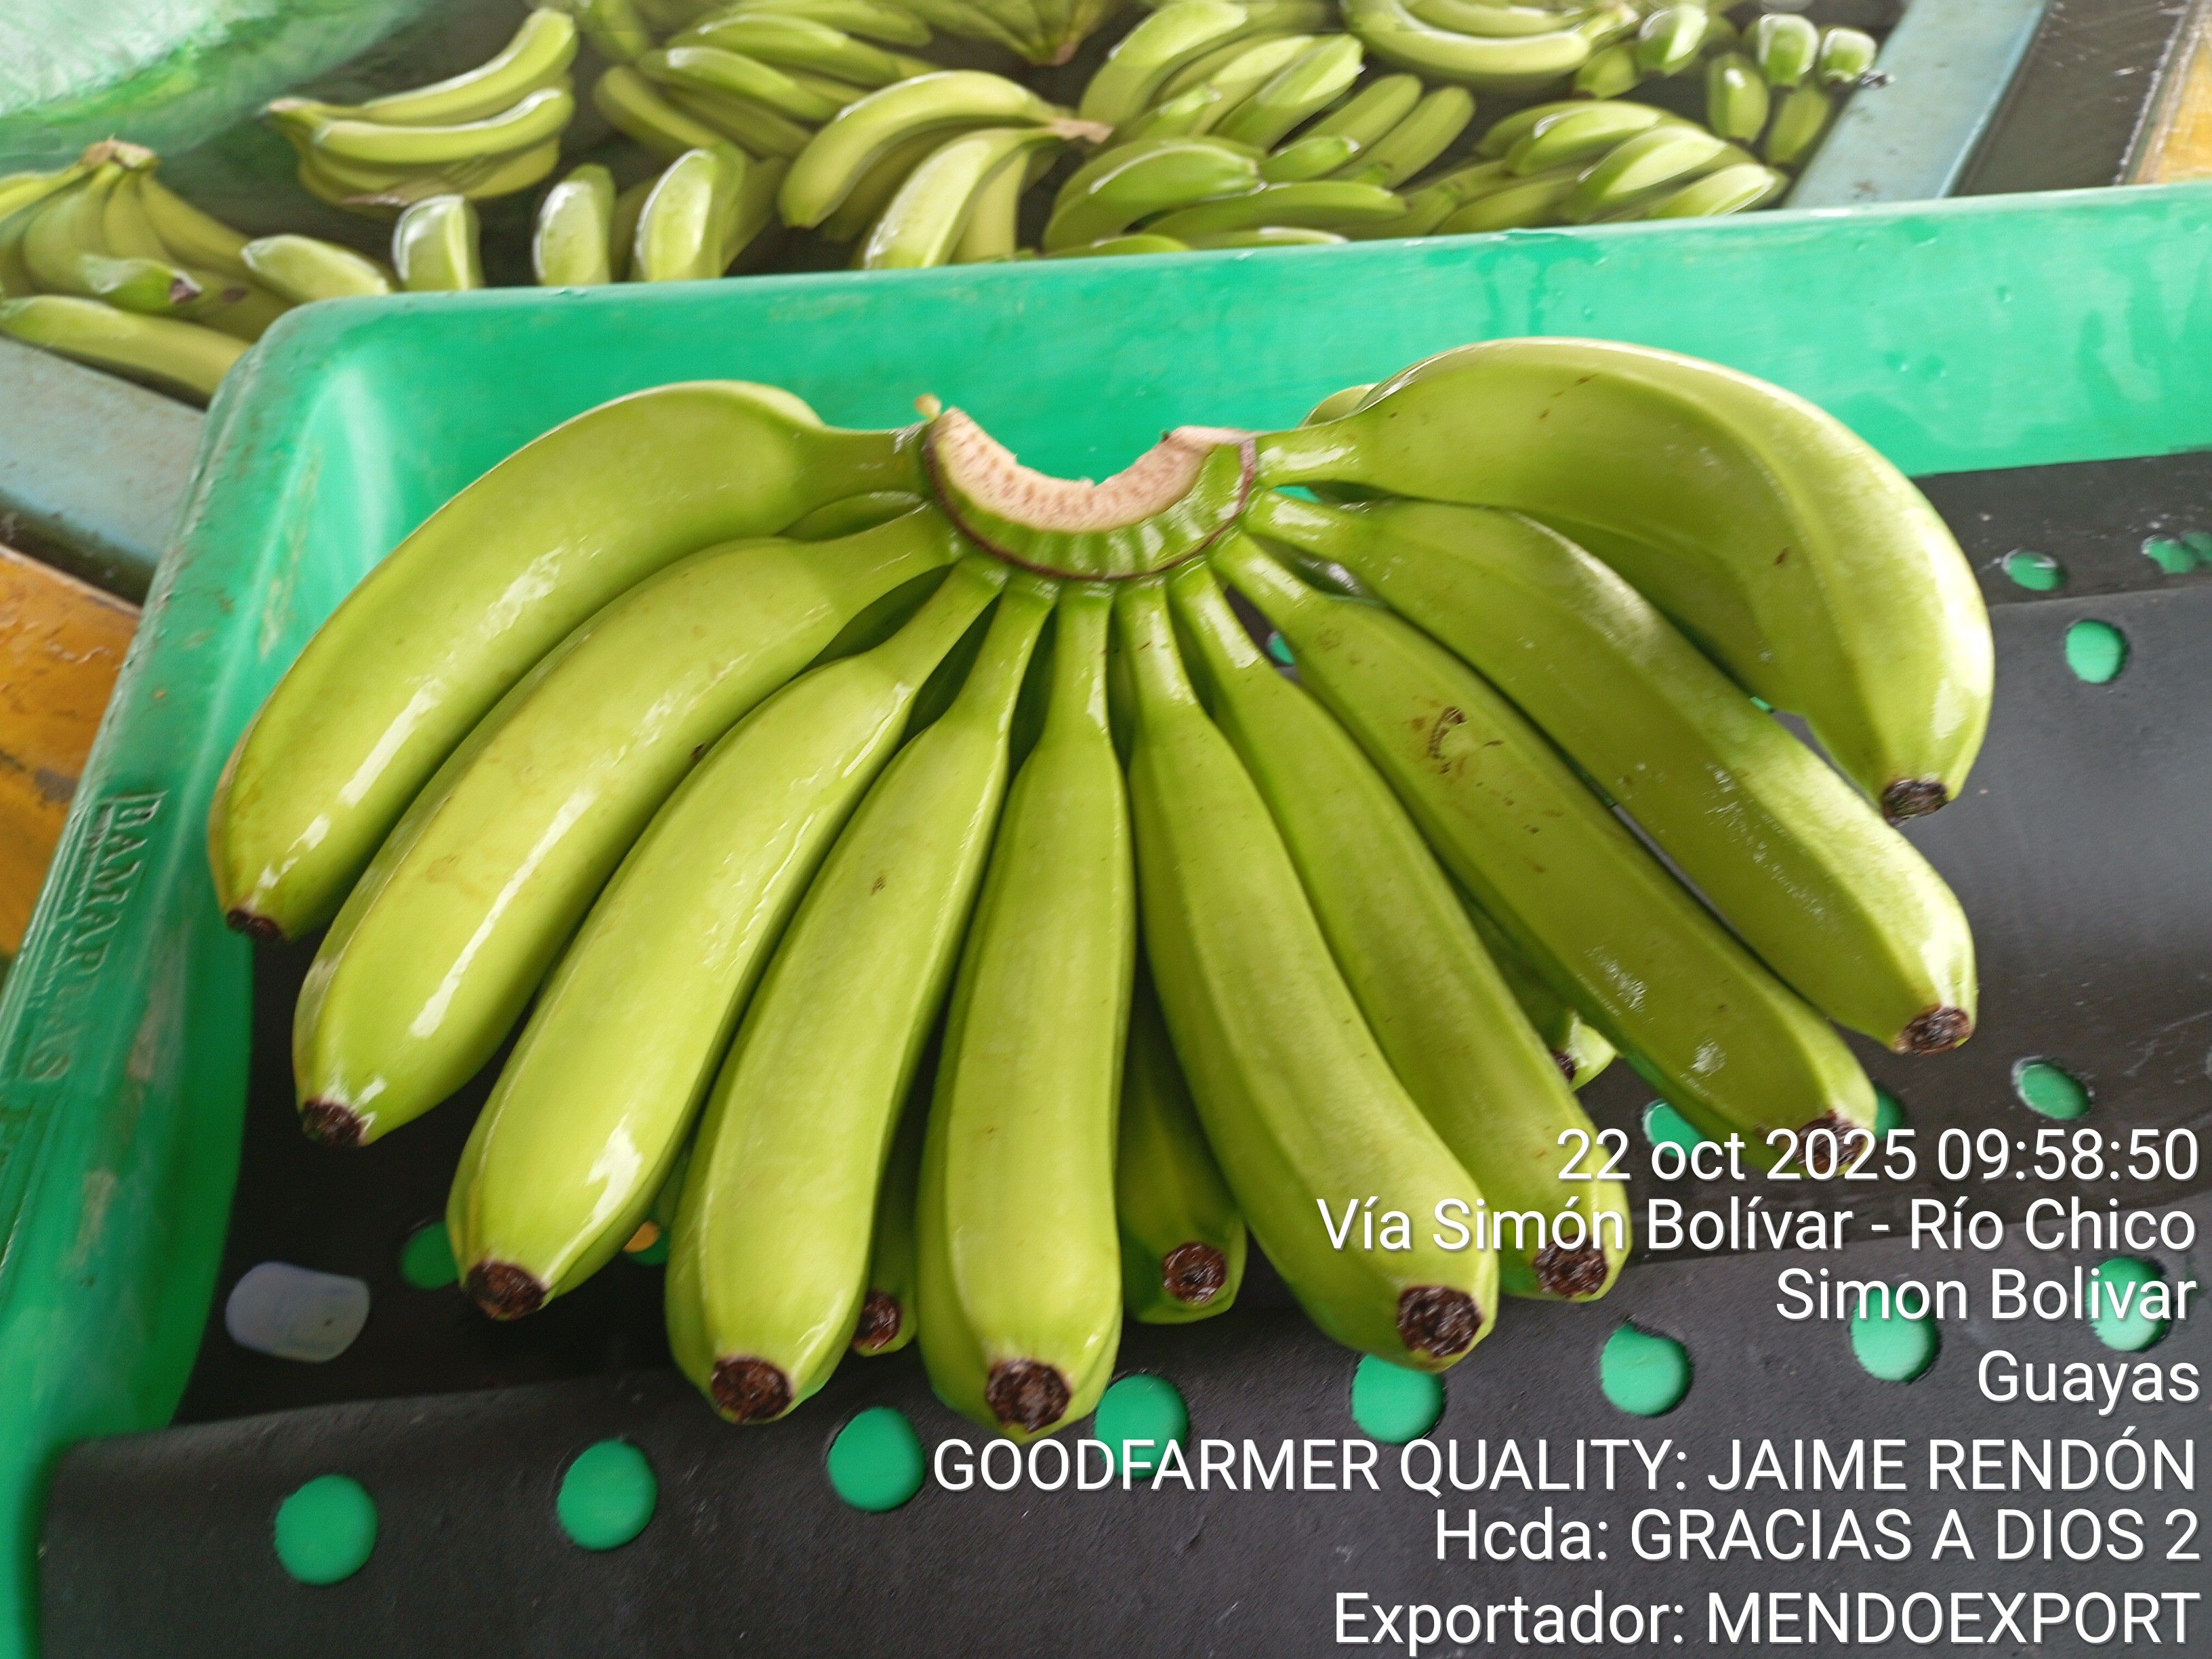 22 oct 2025 09:58:50
Vía Simón Bolívar - Río Chico
Simon Bolivar
Guayas
GOODFARMER QUALITY: JAIME RENDÓN
Hcda: GRACIAS A DIOS 2
Exportador: MENDOEXPORT